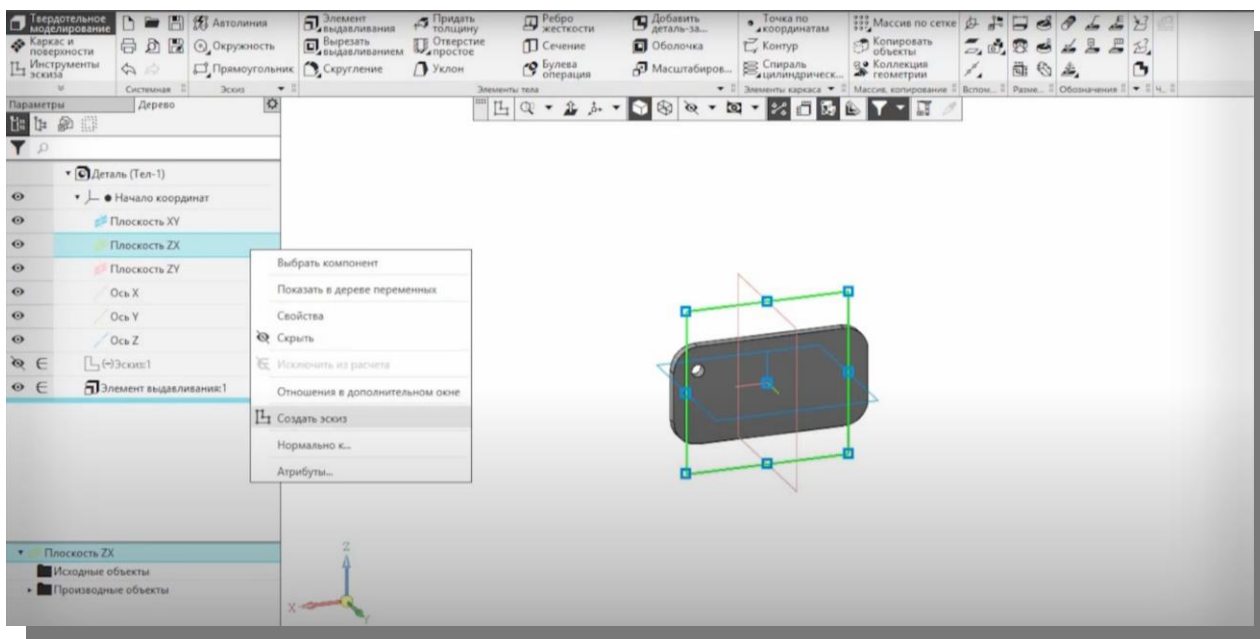 Твердотельное
моделирование
Каркас и
поверхности
Инструменты
эскиза
Системная
Автолиния
Окружность
Прямоугольник
Эскиз
Элемент
выдавливания
Вырезать
выдавливанием
Скругление
Придать
толщину
Отверстие
простое
Уклон
Ребро
жесткости
Сечение
Булева
операция
Добавить
деталь-за...
Оболочка
Масштабиров...
Элементы тела
Точка по
координатам
Контур
Спираль
цилиндрическ...
Элементы каркаса
Массив по сетке
Копировать
объекты
Коллекция
геометрии
Массив, копирование
Вспом...
Разме...
Обозначения
Ч...
Параметры
Дерево
Деталь (Тел-1)
Начало координат
Плоскость XY
Плоскость ZX
Плоскость ZY
Ось X
Ось Y
Ось Z
(-)Эскиз:1
Элемент выдавливания:1
Выбрать компонент
Показать в дереве переменных
Свойства
Скрыть
Исключить из расчета
Отношения в дополнительном окне
Создать эскиз
Нормально к...
Атрибуты...
Плоскость ZX
Исходные объекты
Производные объекты
Z
X
Y